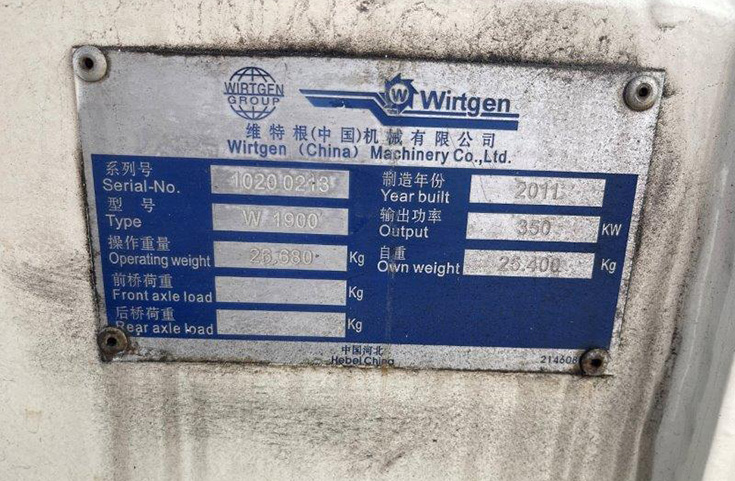 WIRTGEN GROUP
Wirtgen
维特根(中国)机械有限公司
Wirtgen (China) Machinery Co.,Ltd.
系列号 制造年份
Serial-No. 1020 0213 Year built 2011
型号 输出功率
Type W 1900 Output 350 KW
操作重量 自重
Operating weight 26.680 Kg Own weight 25.400 Kg
前桥荷重
Front axle load Kg
后桥荷重
Rear axle load Kg
中国河北
Hebei China